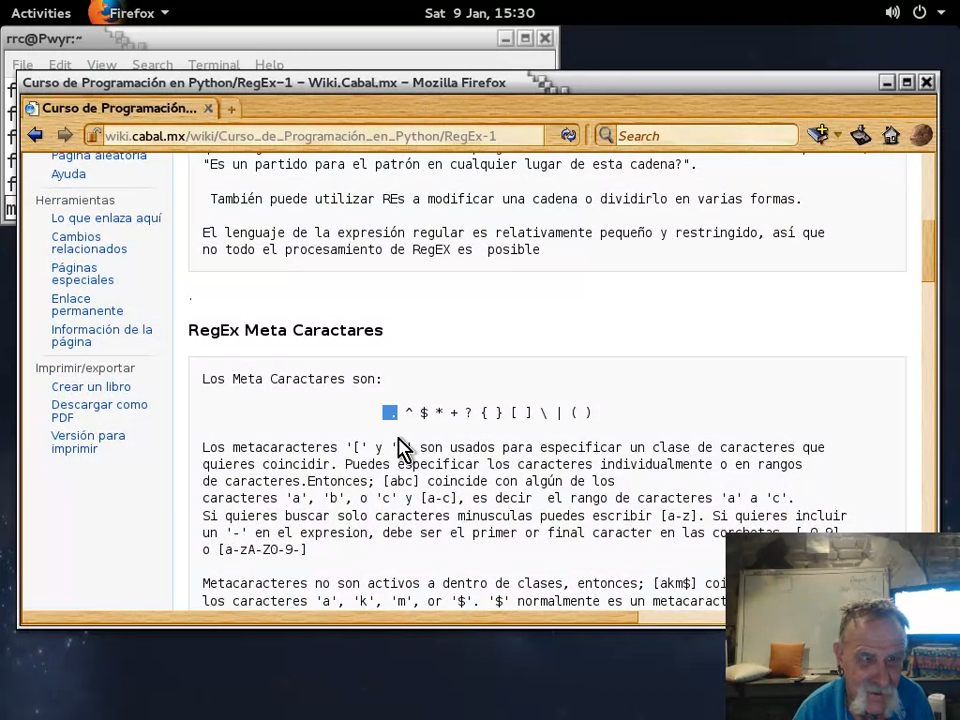 Activities Firefox Sat 9 Jan, 15:30
rrc@Pwyr:~
File Edit View Search Terminal Help
Curso de Programación en Python/RegEx-1 – Wiki.Cabal.mx – Mozilla Firefox
Curso de Programación...
wiki.cabal.mx/wiki/Curso_de_Programación_en_Python/RegEx-1 Search
Página aleatoria
Ayuda
Herramientas
Lo que enlaza aquí
Cambios
relacionados
Páginas
especiales
Enlace
permanente
Información de la
página
Imprimir/exportar
Crear un libro
Descargar como
PDF
Versión para
imprimir
"Es un partido para el patrón en cualquier lugar de esta cadena?".
También puede utilizar REs a modificar una cadena o dividirlo en varias formas.
El lenguaje de la expresión regular es relativamente pequeño y restringido, así que
no todo el procesamiento de RegEX es posible
.
RegEx Meta Caractares
Los Meta Caractares son:
. ^ $ * + ? { } [ ] \ | ( )
Los metacaracteres '[' y ' son usados para especificar un clase de caracteres que
quieres coincidir. Puedes especificar los caracteres individualmente o en rangos
de caracteres.Entonces; [abc] coincide con algún de los
caracteres 'a', 'b', o 'c' y [a-c], es decir el rango de caracteres 'a' a 'c'.
Si quieres buscar solo caracteres minusculas puedes escribir [a-z]. Si quieres incluir
un '-' en el expresion, debe ser el primer or final caracter en las
o [a-zA-Z0-9-]
Metacaracteres no son activos a dentro de clases, entonces; [akm$]
los caracteres 'a', 'k', 'm', or '$'. '$' normalmente es un